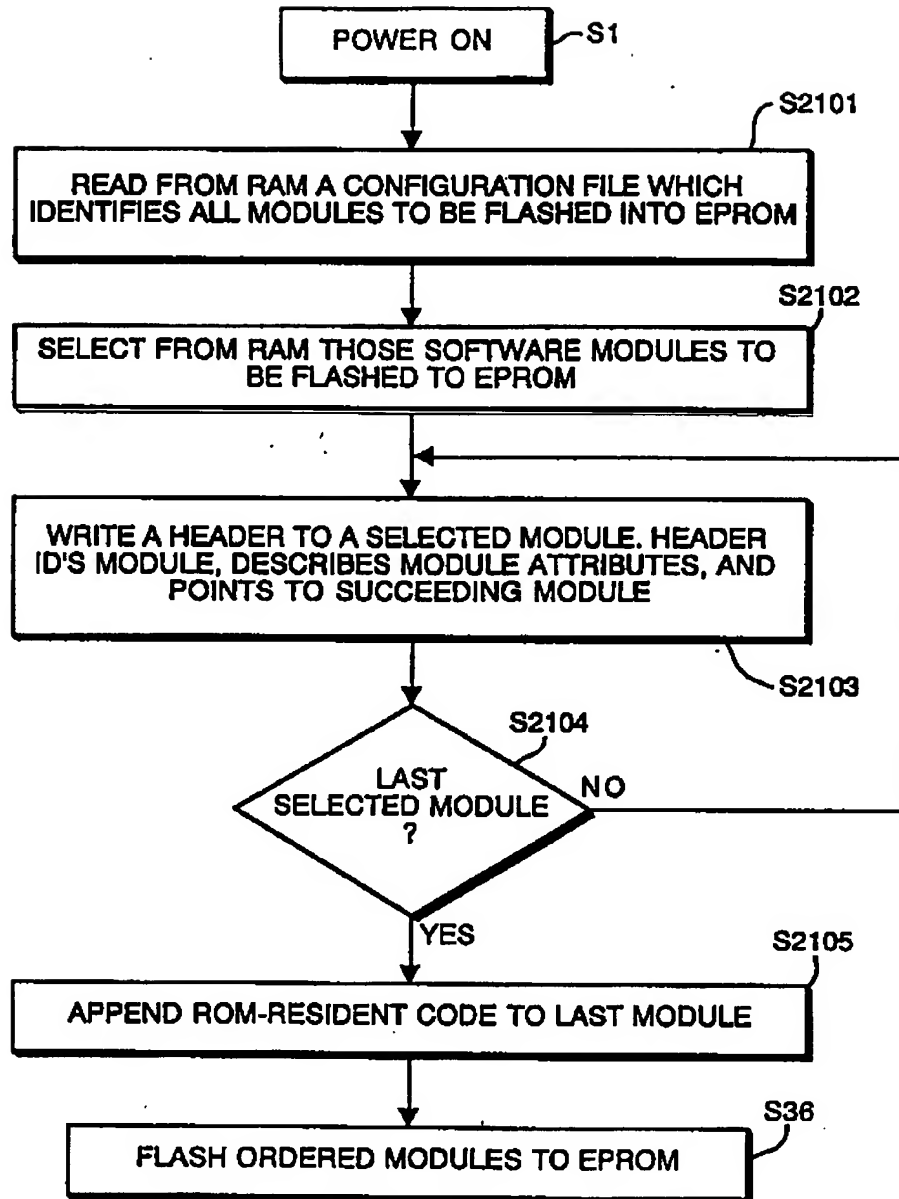 POWER ON
S1
S2101
READ FROM RAM A CONFIGURATION FILE WHICH
IDENTIFIES ALL MODULES TO BE FLASHED INTO EPROM
S2102
SELECT FROM RAM THOSE SOFTWARE MODULES TO
BE FLASHED TO EPROM
WRITE A HEADER TO A SELECTED MODULE. HEADER
ID'S MODULE, DESCRIBES MODULE ATTRIBUTES, AND
POINTS TO SUCCEEDING MODULE
S2103
S2104
LAST
SELECTED MODULE
?
NO
YES
S2105
APPEND ROM-RESIDENT CODE TO LAST MODULE
S36
FLASH ORDERED MODULES TO EPROM